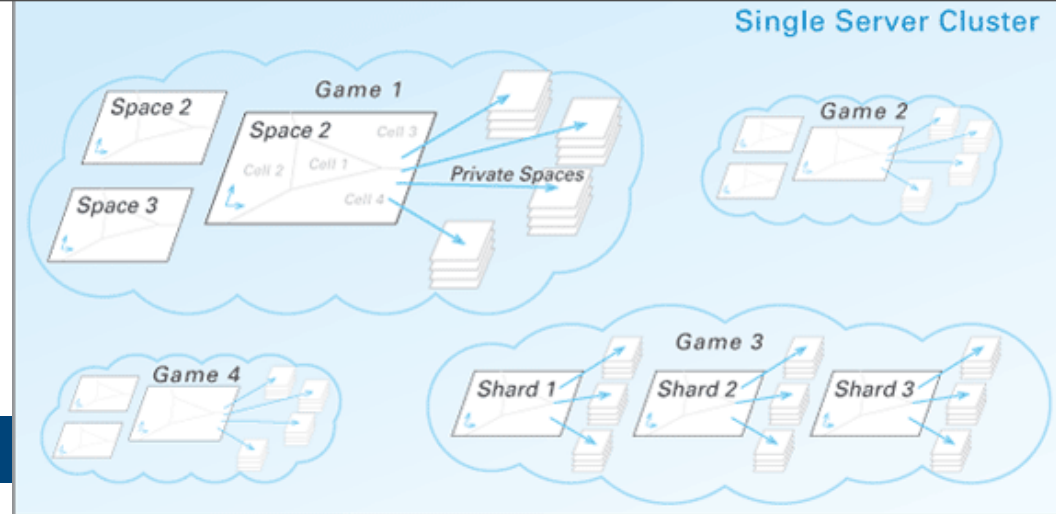 Single Server Cluster
Game 1
Space 2
Space 2
Cell 3
Cell 2
Cell 1
Private Spaces
Cell 4
Space 3
Game 2
Game 3
Shard 1
Shard 2
Shard 3
Game 4